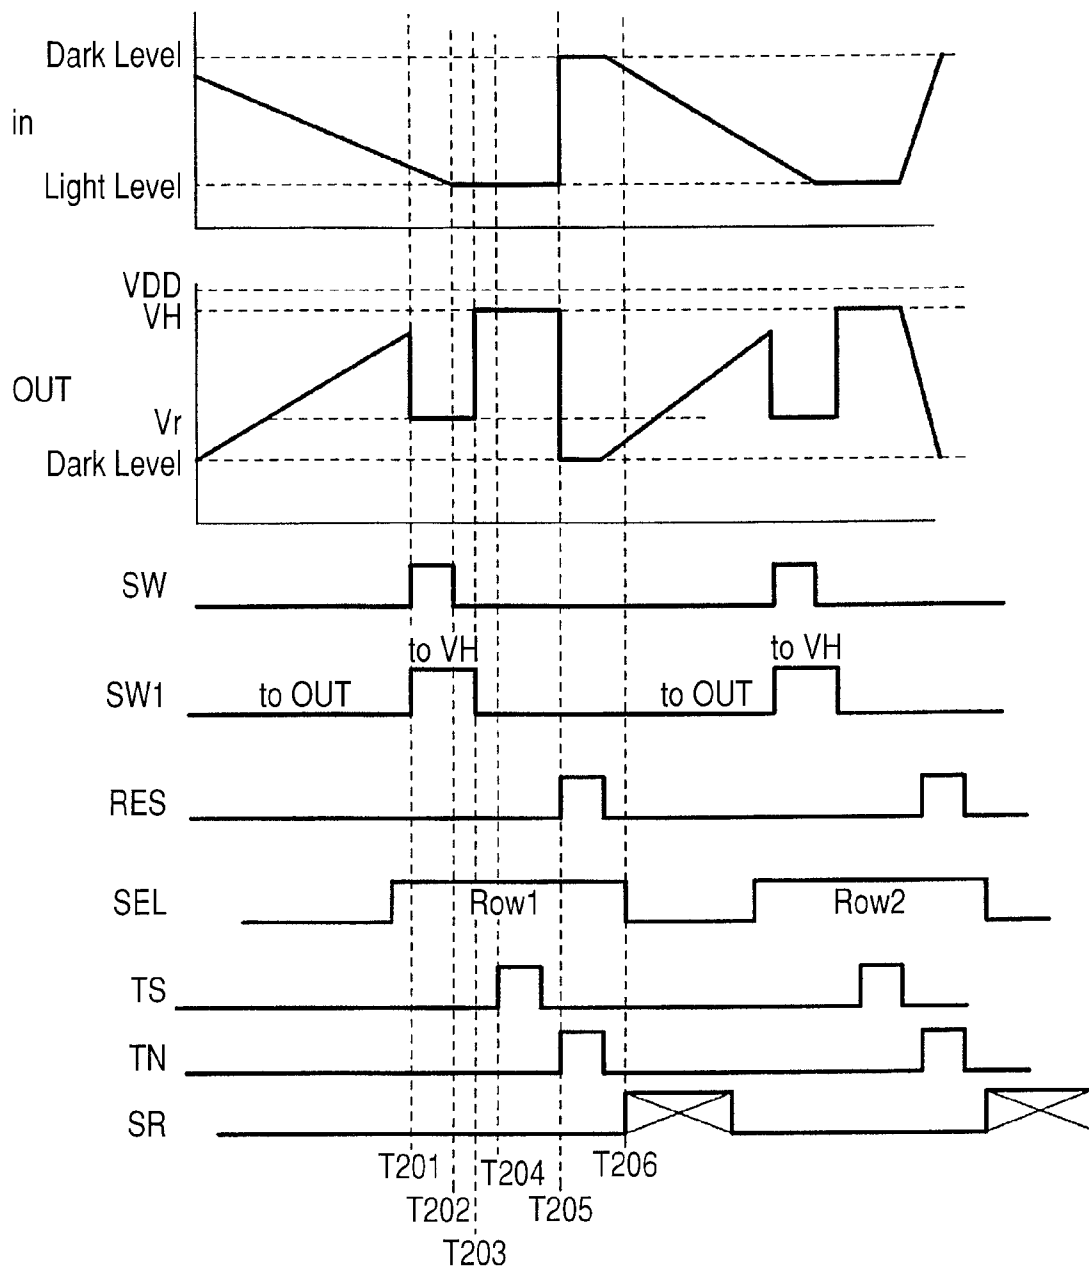 Dark Level
in
Light Level
VDD
VH
OUT
Vr
Dark Level
SW
to VH
to VH
SW1
to OUT
to OUT
RES
SEL
Row1
Row2
TS
TN
SR
T201
T204
T206
T202
T205
T203